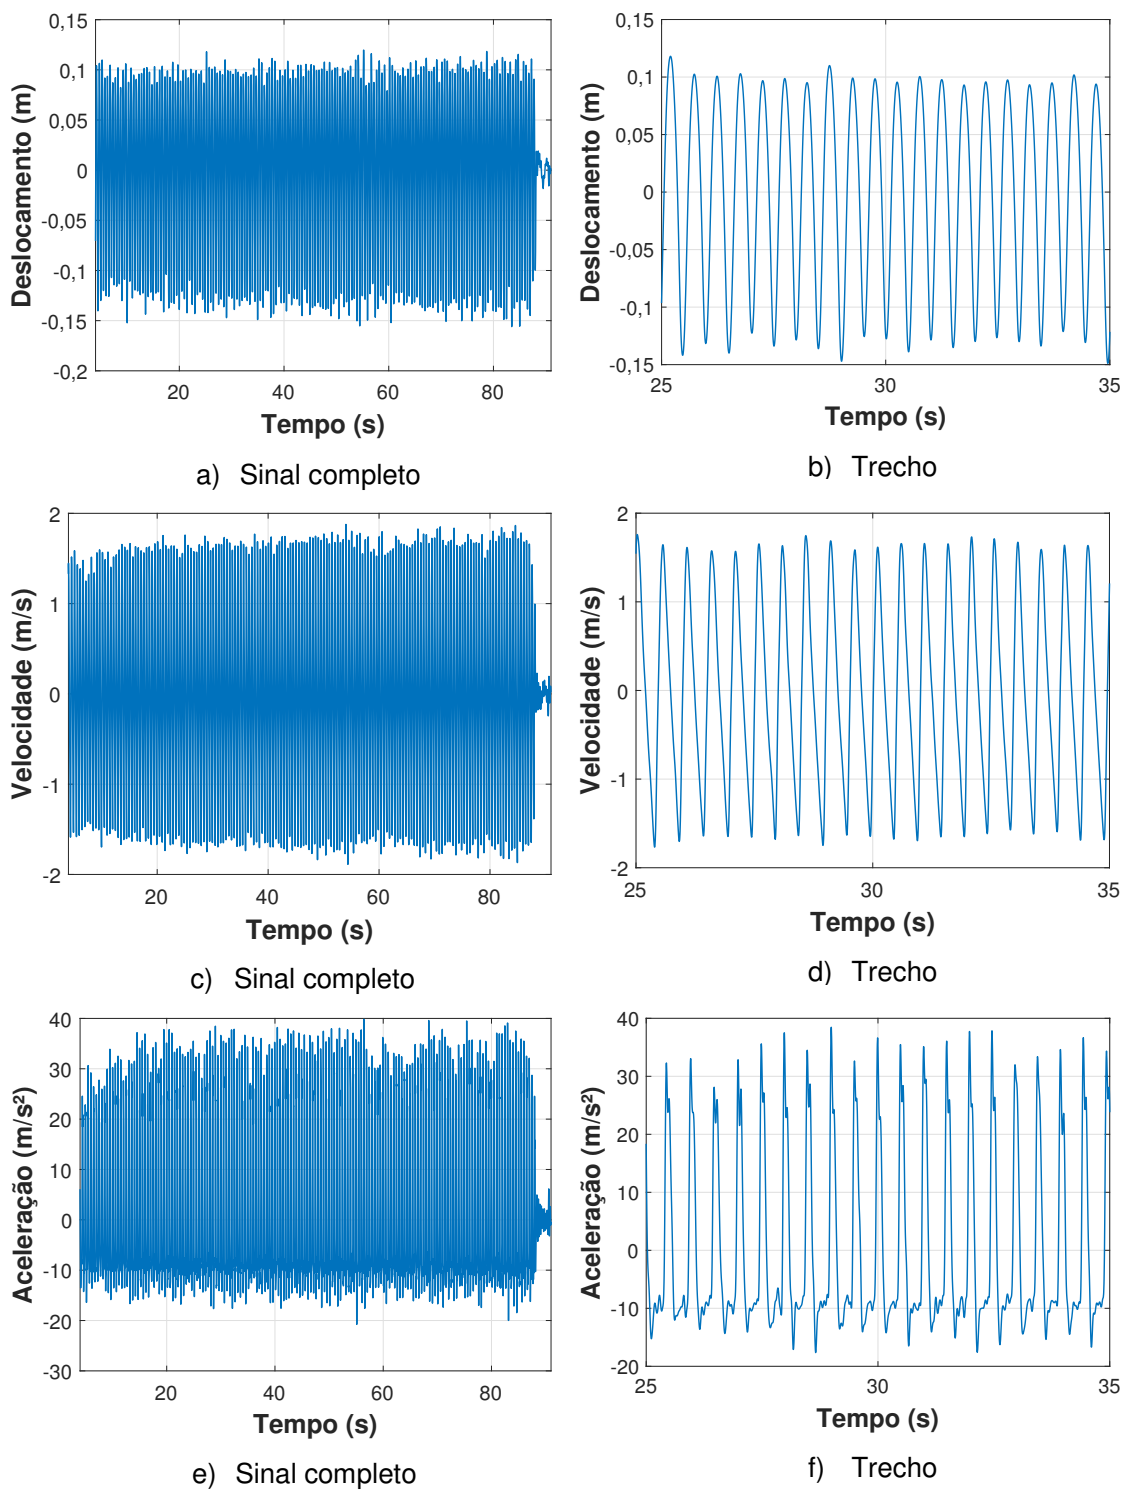 0,15
0,1
0,05
0
-0,05
-0,1
-0,15
-0,2
20 40 60 80
Deslocamento (m)
Tempo (s)
a) Sinal completo
0,15
0,1
0,05
0
-0,05
-0,1
-0,15
25 30 35
Deslocamento (m)
Tempo (s)
b) Trecho
2
1
0
-1
-2
20 40 60 80
Velocidade (m/s)
Tempo (s)
c) Sinal completo
2
1
0
-1
-2
25 30 35
Velocidade (m/s)
Tempo (s)
d) Trecho
40
30
20
10
0
-10
-20
-30
20 40 60 80
Aceleração (m/s²)
Tempo (s)
e) Sinal completo
40
30
20
10
0
-10
-20
25 30 35
Aceleração (m/s²)
Tempo (s)
f) Trecho